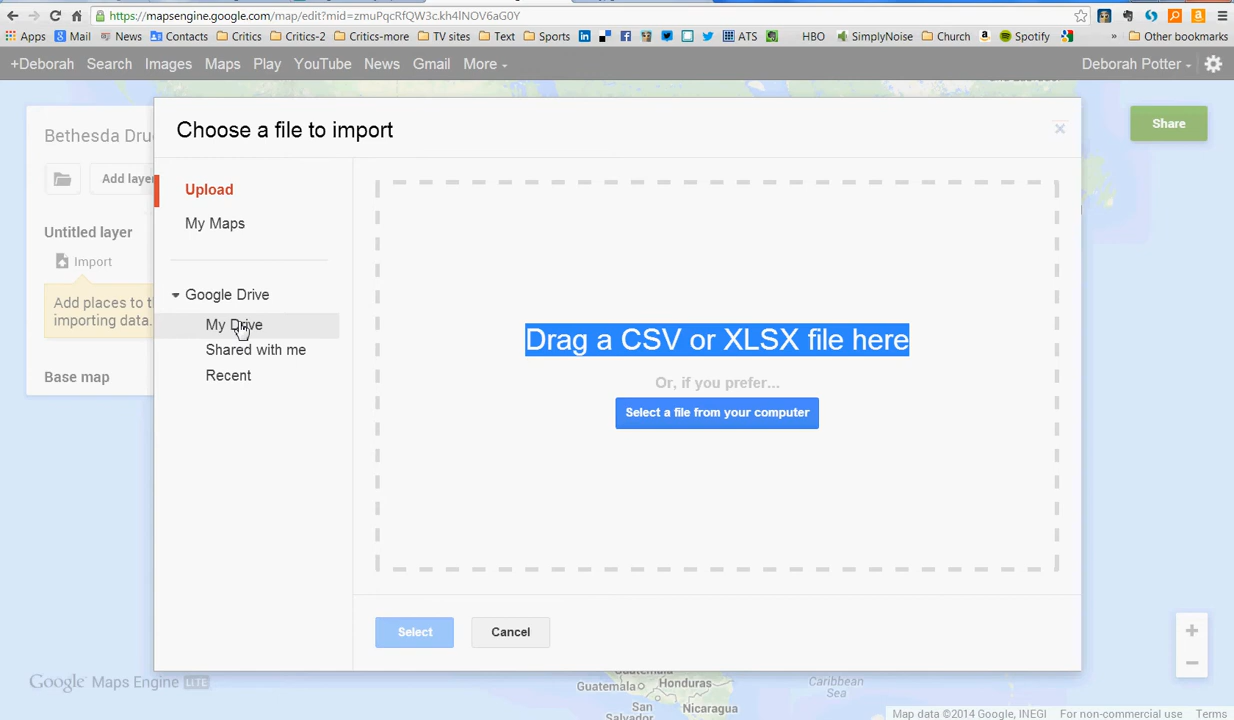 https://mapsengine.google.com/map/edit?mid=zmuPqcRfQW3c.kh4lNOV6aG0Y
Apps Mail News Contacts Critics Critics-2 Critics-more TV sites Text Sports ATS HBO SimplyNoise Church Spotify » Other bookmarks
+Deborah Search Images Maps Play YouTube News Gmail More Deborah Potter
Choose a file to import
Share
Bethesda Dru
Add layer
Upload
My Maps
Untitled layer
Import
Google Drive
Add places to th
importing data.
My Drive
Shared with me
Recent
Base map
Drag a CSV or XLSX file here
Or, if you prefer...
Select a file from your computer
Select
Cancel
Google Maps Engine LITE
Guatemala
Honduras
Caribbean
Sea
San
Salvador
Nicaragua
Map data ©2014 Google, INEGI For non-commercial use Terms